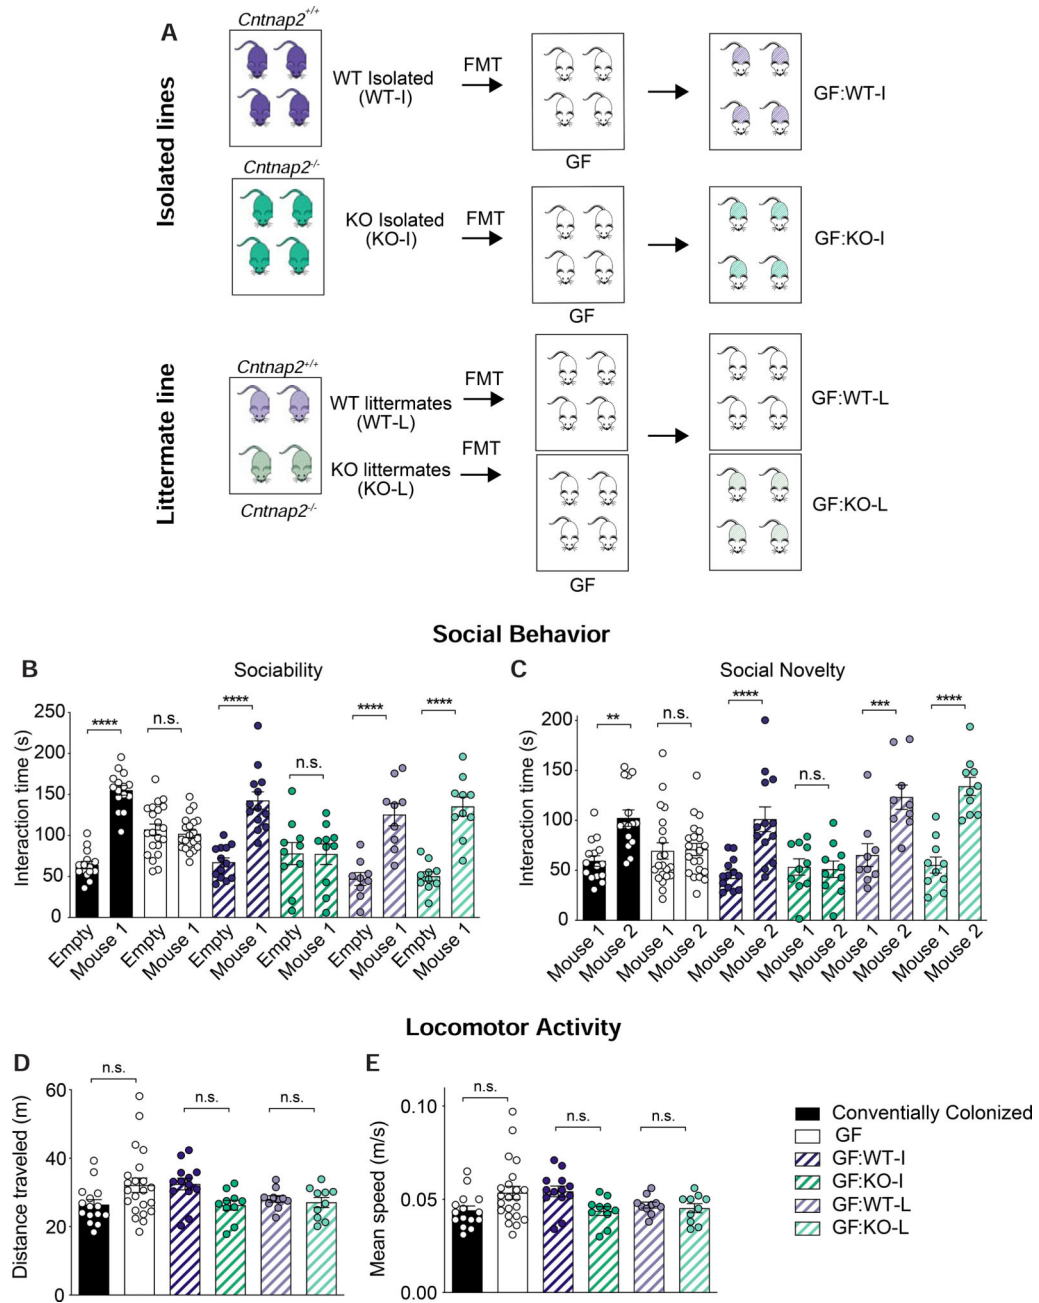 A
Isolated lines
Cntnap2+/+
WT Isolated
(WT-I)
FMT
GF
GF:WT-I
Cntnap2-/-
KO Isolated
(KO-I)
FMT
GF
GF:KO-I
Littermate line
Cntnap2+/+
WT littermates
(WT-L)
FMT
GF:WT-L
KO littermates
(KO-L)
FMT
GF:KO-L
Cntnap2-/-
GF
Social Behavior
B
Sociability
Interaction time (s)
250
200
150
100
50
0
****
n.s.
****
n.s.
****
****
Empty
Mouse 1
Empty
Mouse 1
Empty
Mouse 1
Empty
Mouse 1
Empty
Mouse 1
Empty
Mouse 1
C
Social Novelty
Interaction time (s)
200
150
100
50
0
**
n.s.
****
n.s.
***
****
Mouse 1
Mouse 2
Mouse 1
Mouse 2
Mouse 1
Mouse 2
Mouse 1
Mouse 2
Mouse 1
Mouse 2
Mouse 1
Mouse 2
Locomotor Activity
D
Distance traveled (m)
60
40
20
0
n.s.
n.s.
n.s.
E
Mean speed (m/s)
0.10
0.05
0.00
n.s.
n.s.
n.s.
Conventially Colonized
GF
GF:WT-I
GF:KO-I
GF:WT-L
GF:KO-L